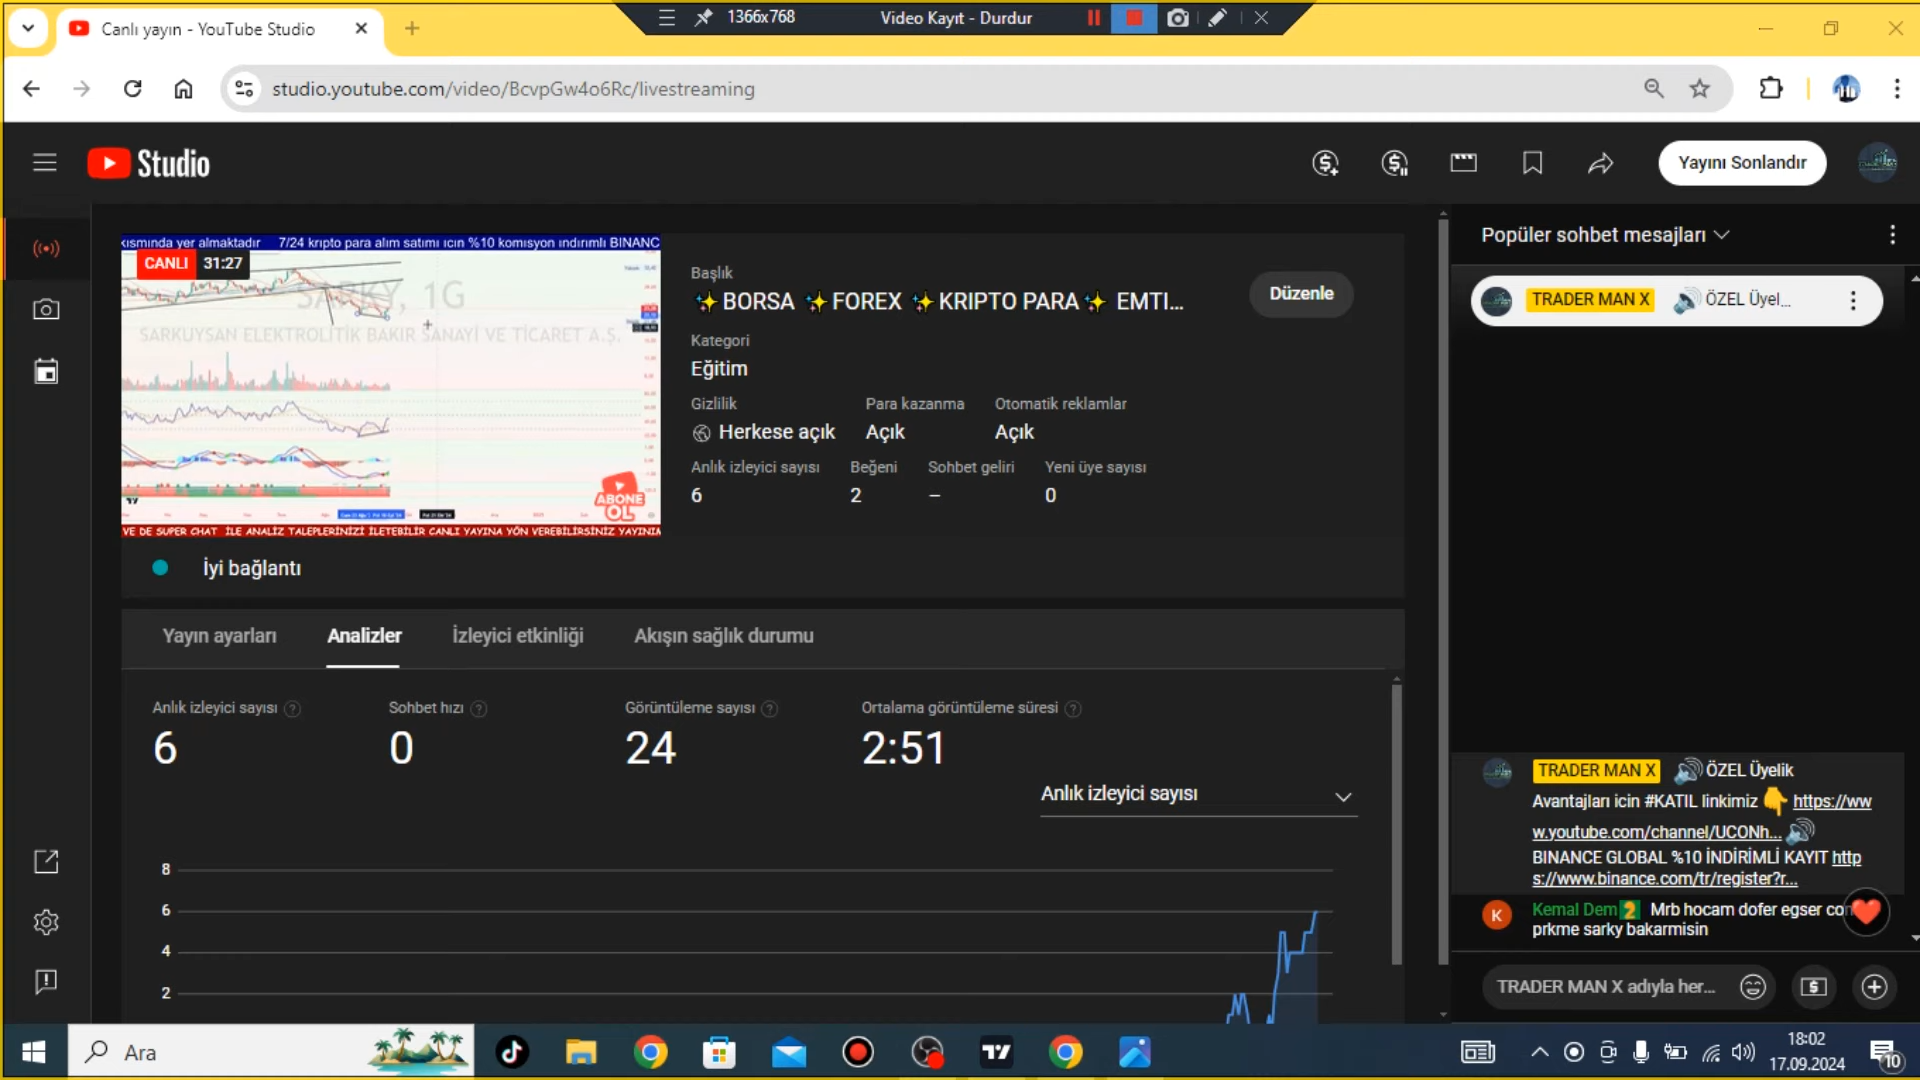 1366x768
Video Kayıt - Durdur
Canlı yayın - YouTube Studio
studio.youtube.com/video/BcvpGw4o6Rc/livestreaming
Studio
Yayını Sonlandır
kısmında yer almaktadır 7/24 kripto para alım satımı icin %10 komisyon indirimli BINANC
CANLI 31:27
SARKY, 1G
SARKUYSAN ELEKTROLİTİK BAKIR SANAYİ VE TİCARET A.Ş.
ABONE
OL
VE DE SUPER CHAT İLE ANALİZ TALEPLERİNİZİ İLETEBİLİR CANLI YAYINA YÖN VEREBİLİRSİNİZ YAYINIA
Başlık
✨BORSA ✨FOREX ✨KRIPTO PARA✨ EMTI...
Düzenle
Kategori
Eğitim
Gizlilik Para kazanma Otomatik reklamlar
Herkese açık Açık Açık
Anlık izleyici sayısı Beğeni Sohbet geliri Yeni üye sayısı
6 2 – 0
İyi bağlantı
Yayın ayarları Analizler İzleyici etkinliği Akışın sağlık durumu
Anlık izleyici sayısı Sohbet hızı Görüntüleme sayısı Ortalama görüntüleme süresi
6 0 24 2:51
Anlık izleyici sayısı
8
6
4
2
Popüler sohbet mesajları
TRADER MAN X 🔊ÖZEL Üyel...
TRADER MAN X 🔊ÖZEL Üyelik
Avantajları icin #KATIL linkimiz 👇 https://ww
w.youtube.com/channel/UCONh... 🔊
BINANCE GLOBAL %10 İNDİRİMLİ KAYIT http
s://www.binance.com/tr/register?r...
K Kemal Dem 2 Mrb hocam dofer egser con
prkme sarky bakarmisin
TRADER MAN X adıyla her...
Ara
18:02
17.09.2024
10